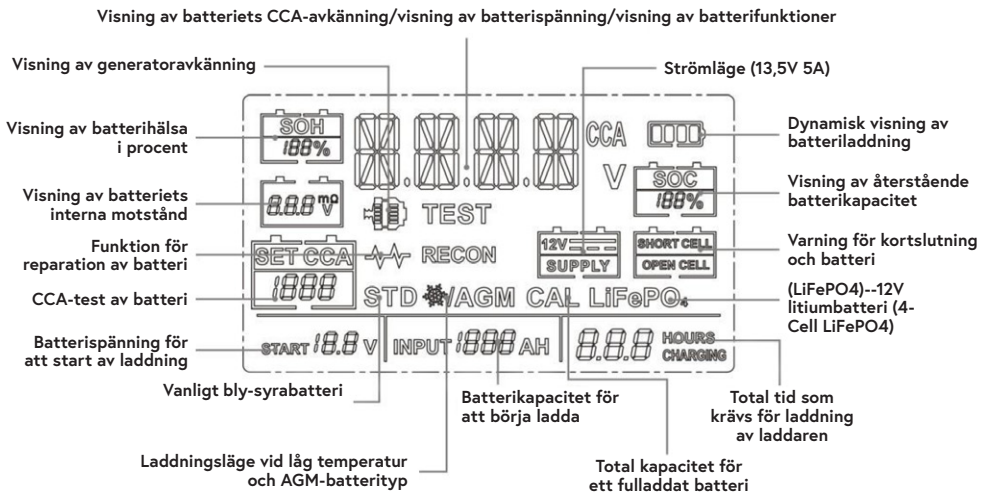 Visning av batteriets CCA-avkänning/visning av batterispänning/visning av batterifunktioner
Visning av generatoravkänning
Strömläge (13,5V 5A)
Visning av batterihälsa
i procent
Visning av batteriets
interna motstånd
Funktion för
reparation av batteri
CCA-test av batteri
Batterispänning för
att start av laddning
SOH
188%
8.8.8 mΩ
SET CCA
1888
8.8.8.8
CCA
V
TEST
RECON
STD ❄/AGM CAL LiFePO₄
SOC
188%
12V
SUPPLY
SHORT CELL
OPEN CELL
START 18.8 V
INPUT 1888 AH
8.8.8 HOURS
CHARGING
Dynamisk visning av
batteriladdning
Visning av återstående
batterikapacitet
Varning för kortslutning
och batteri
(LiFePO4)--12V
litiumbatteri (4-
Cell LiFePO4)
Vanligt bly-syrabatteri
Batterikapacitet för
att börja ladda
Total tid som
krävs för laddning
av laddaren
Laddningsläge vid låg temperatur
och AGM-batterityp
Total kapacitet för
ett fulladdat batteri